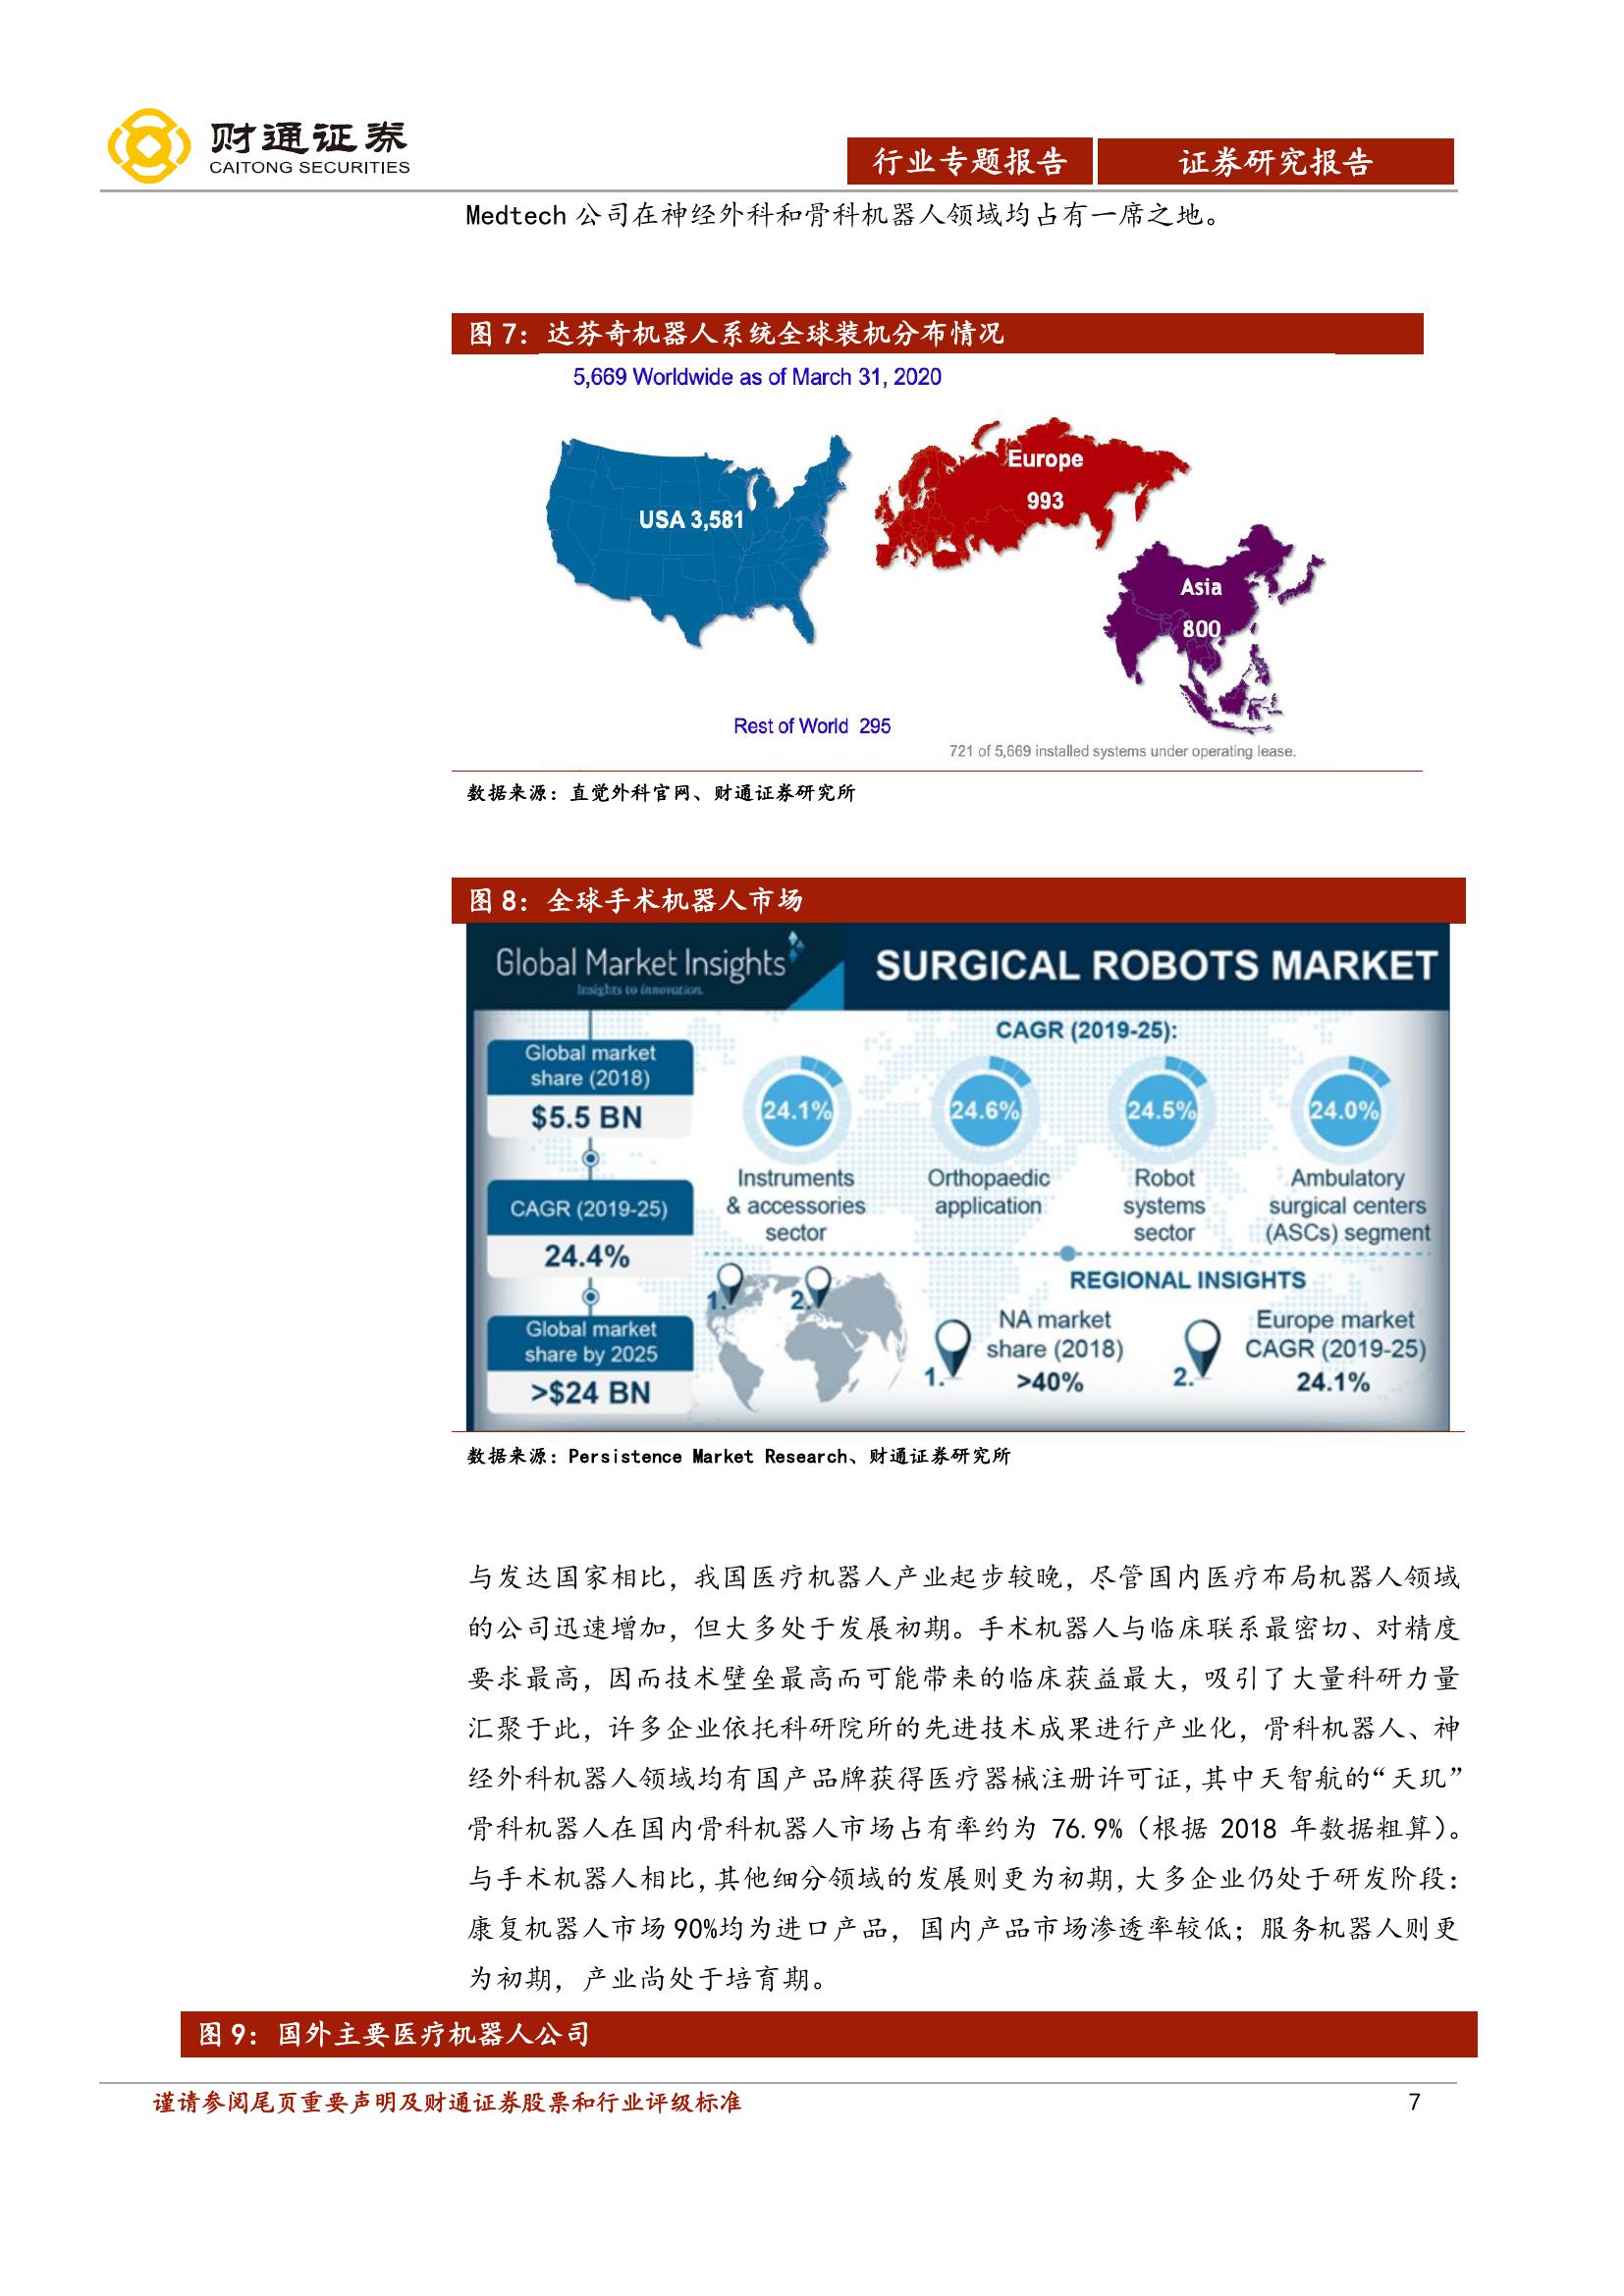 财通证券
CAITONG SECURITIES
行业专题报告 证券研究报告
Medtech 公司在神经外科和骨科机器人领域均占有一席之地。
图 7：达芬奇机器人系统全球装机分布情况
5,669 Worldwide as of March 31, 2020
USA 3,581
Europe
993
Asia
800
Rest of World 295
721 of 5,669 installed systems under operating lease.
数据来源：直觉外科官网、财通证券研究所
图 8：全球手术机器人市场
Global Market Insights
Insights to innovation.
SURGICAL ROBOTS MARKET
Global market
share (2018)
$5.5 BN
CAGR (2019-25)
24.4%
Global market
share by 2025
>$24 BN
CAGR (2019-25):
24.1%
Instruments
& accessories
sector
24.6%
Orthopaedic
application
24.5%
Robot
systems
sector
24.0%
Ambulatory
surgical centers
(ASCs) segment
1.
2.
REGIONAL INSIGHTS
1.
NA market
share (2018)
>40%
2.
Europe market
CAGR (2019-25)
24.1%
数据来源：Persistence Market Research、财通证券研究所
与发达国家相比，我国医疗机器人产业起步较晚，尽管国内医疗布局机器人领域
的公司迅速增加，但大多处于发展初期。手术机器人与临床联系最密切、对精度
要求最高，因而技术壁垒最高而可能带来的临床获益最大，吸引了大量科研力量
汇聚于此，许多企业依托科研院所的先进技术成果进行产业化，骨科机器人、神
经外科机器人领域均有国产品牌获得医疗器械注册许可证，其中天智航的“天玑”
骨科机器人在国内骨科机器人市场占有率约为 76.9%（根据 2018 年数据粗算）。
与手术机器人相比，其他细分领域的发展则更为初期，大多企业仍处于研发阶段：
康复机器人市场 90%均为进口产品，国内产品市场渗透率较低；服务机器人则更
为初期，产业尚处于培育期。
图 9：国外主要医疗机器人公司
谨请参阅尾页重要声明及财通证券股票和行业评级标准 7